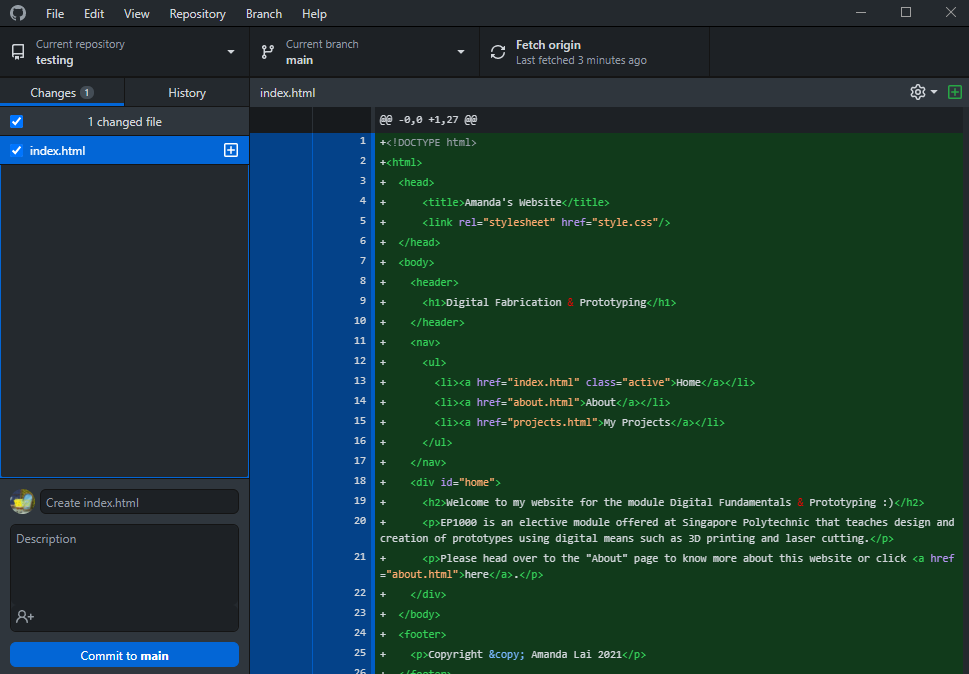 File Edit View Repository Branch Help
Current repository
testing
Current branch
main
Fetch origin
Last fetched 3 minutes ago
Changes 1 History
index.html
1 changed file
index.html
@@ -0,0 +1,27 @@
1 +<!DOCTYPE html>
2 +<html>
3 + <head>
4 + <title>Amanda's Website</title>
5 + <link rel="stylesheet" href="style.css"/>
6 + </head>
7 + <body>
8 + <header>
9 + <h1>Digital Fabrication & Prototyping</h1>
10 + </header>
11 + <nav>
12 + <ul>
13 + <li><a href="index.html" class="active">Home</a></li>
14 + <li><a href="about.html">About</a></li>
15 + <li><a href="projects.html">My Projects</a></li>
16 + </ul>
17 + </nav>
18 + <div id="home">
19 + <h2>Welcome to my website for the module Digital Fundamentals & Prototyping :)</h2>
20 + <p>EP1000 is an elective module offered at Singapore Polytechnic that teaches design and
creation of prototypes using digital means such as 3D printing and laser cutting.</p>
21 + <p>Please head over to the "About" page to know more about this website or click <a href
="about.html">here</a>.</p>
22 + </div>
23 + </body>
24 + <footer>
25 + <p>Copyright &copy; Amanda Lai 2021</p>
26 + </footer>
Create index.html
Description
Commit to main